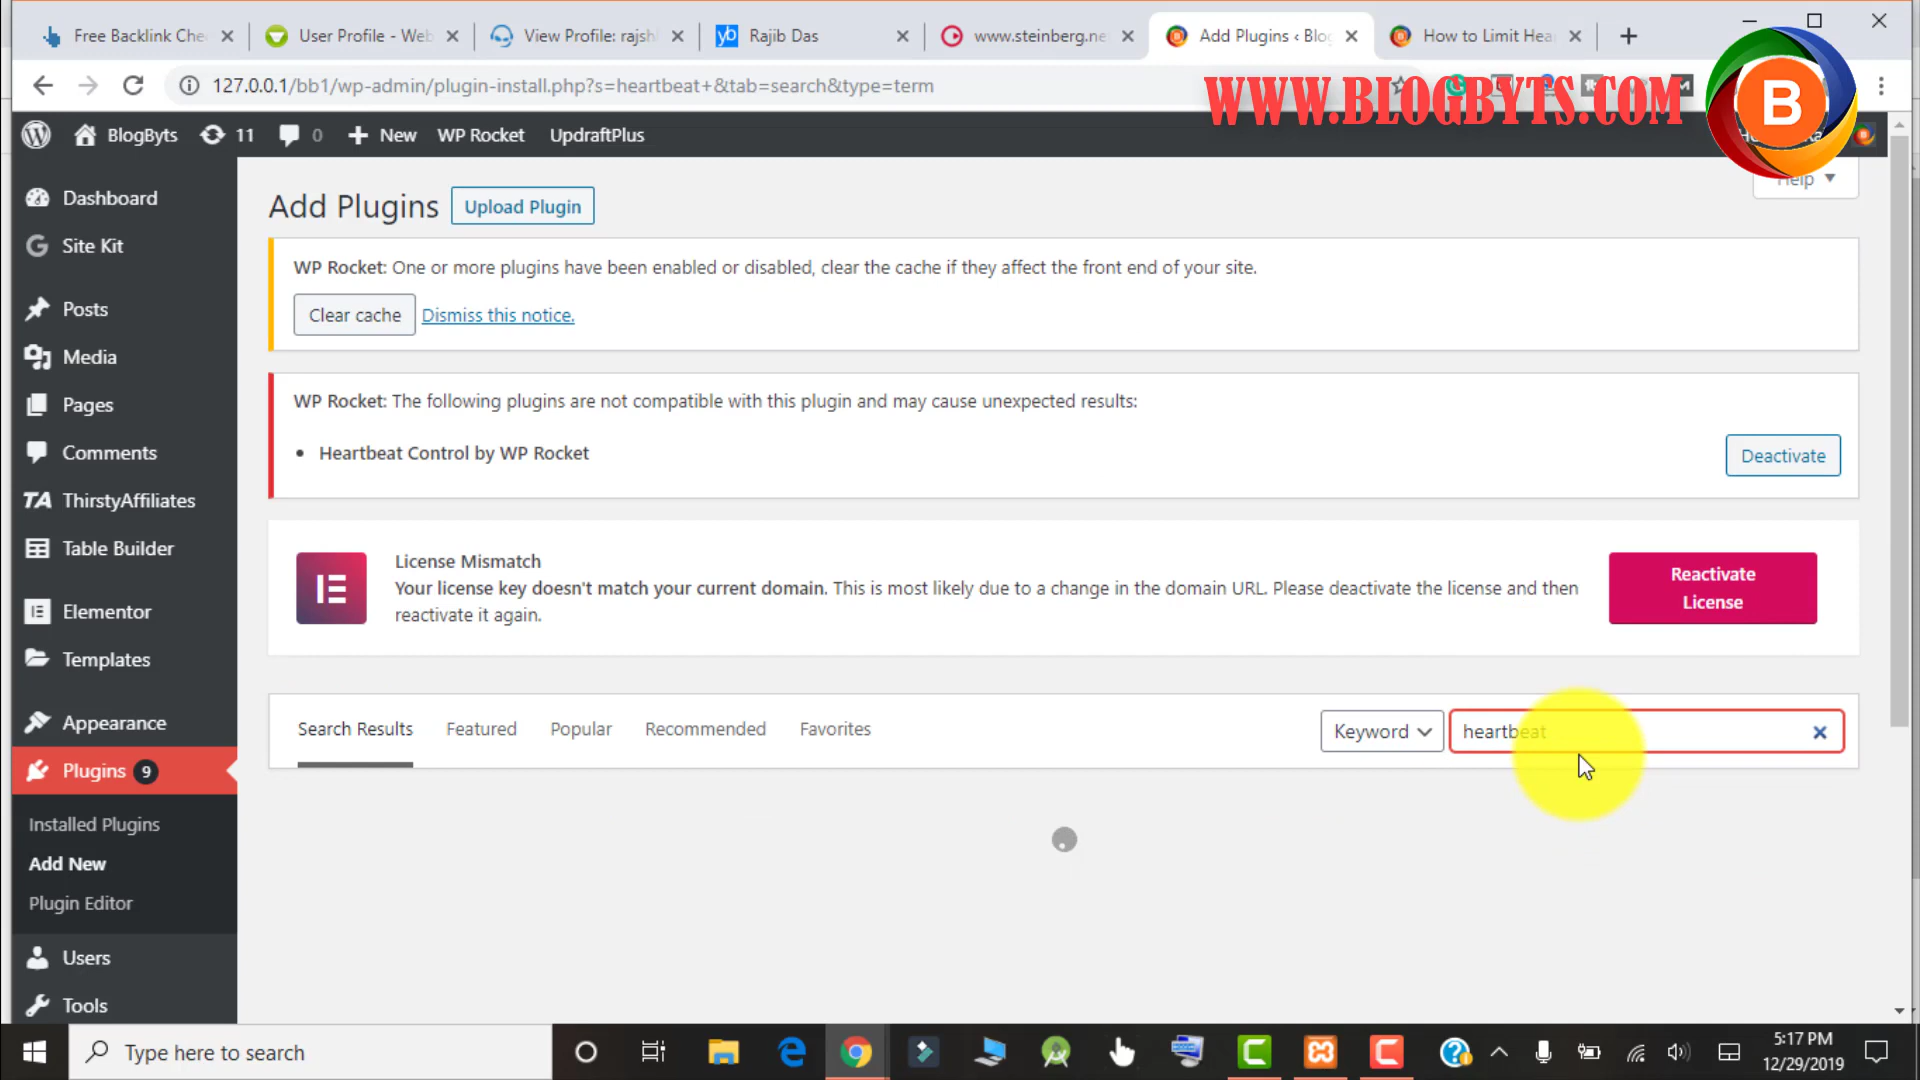 Free Backlink Che
User Profile - Web
View Profile: rajsh
yb Rajib Das
www.steinberg.ne
Add Plugins ‹ Blog
How to Limit Hea
127.0.0.1/bb1/wp-admin/plugin-install.php?s=heartbeat+&tab=search&type=term
WWW.BLOGBYTS.COM
B
BlogByts
11
0
New
WP Rocket
UpdraftPlus
Help
Dashboard
Site Kit
Posts
Media
Pages
Comments
TA ThirstyAffiliates
Table Builder
Elementor
Templates
Appearance
Plugins 9
Installed Plugins
Add New
Plugin Editor
Users
Tools
Add Plugins
Upload Plugin
WP Rocket: One or more plugins have been enabled or disabled, clear the cache if they affect the front end of your site.
Clear cache
Dismiss this notice.
WP Rocket: The following plugins are not compatible with this plugin and may cause unexpected results:
Heartbeat Control by WP Rocket
Deactivate
License Mismatch
Your license key doesn't match your current domain. This is most likely due to a change in the domain URL. Please deactivate the license and then
reactivate it again.
Reactivate
License
Search Results
Featured
Popular
Recommended
Favorites
Keyword
heartbeat
Type here to search
5:17 PM
12/29/2019